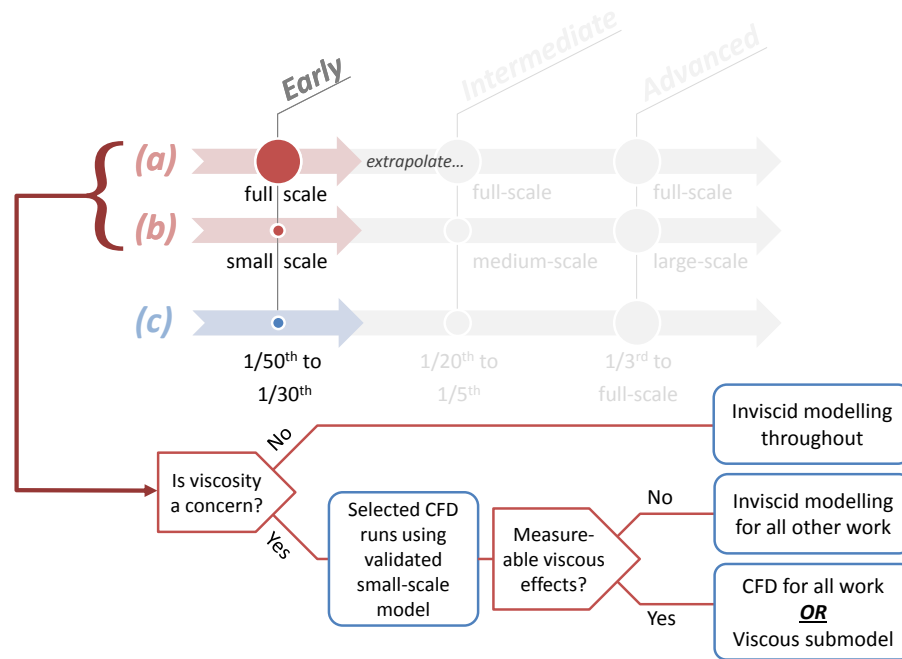 Early
Intermediate
Advanced
(a)
extrapolate...
full scale
full-scale
full-scale
(b)
small scale
medium-scale
large-scale
(c)
1/50th to
1/30th
1/20th to
1/5th
1/3rd to
full-scale
No
Inviscid modelling
throughout
Is viscosity
a concern?
Yes
Selected CFD
runs using
validated
small-scale
model
Measure-
able viscous
effects?
No
Inviscid modelling
for all other work
Yes
CFD for all work
OR
Viscous submodel